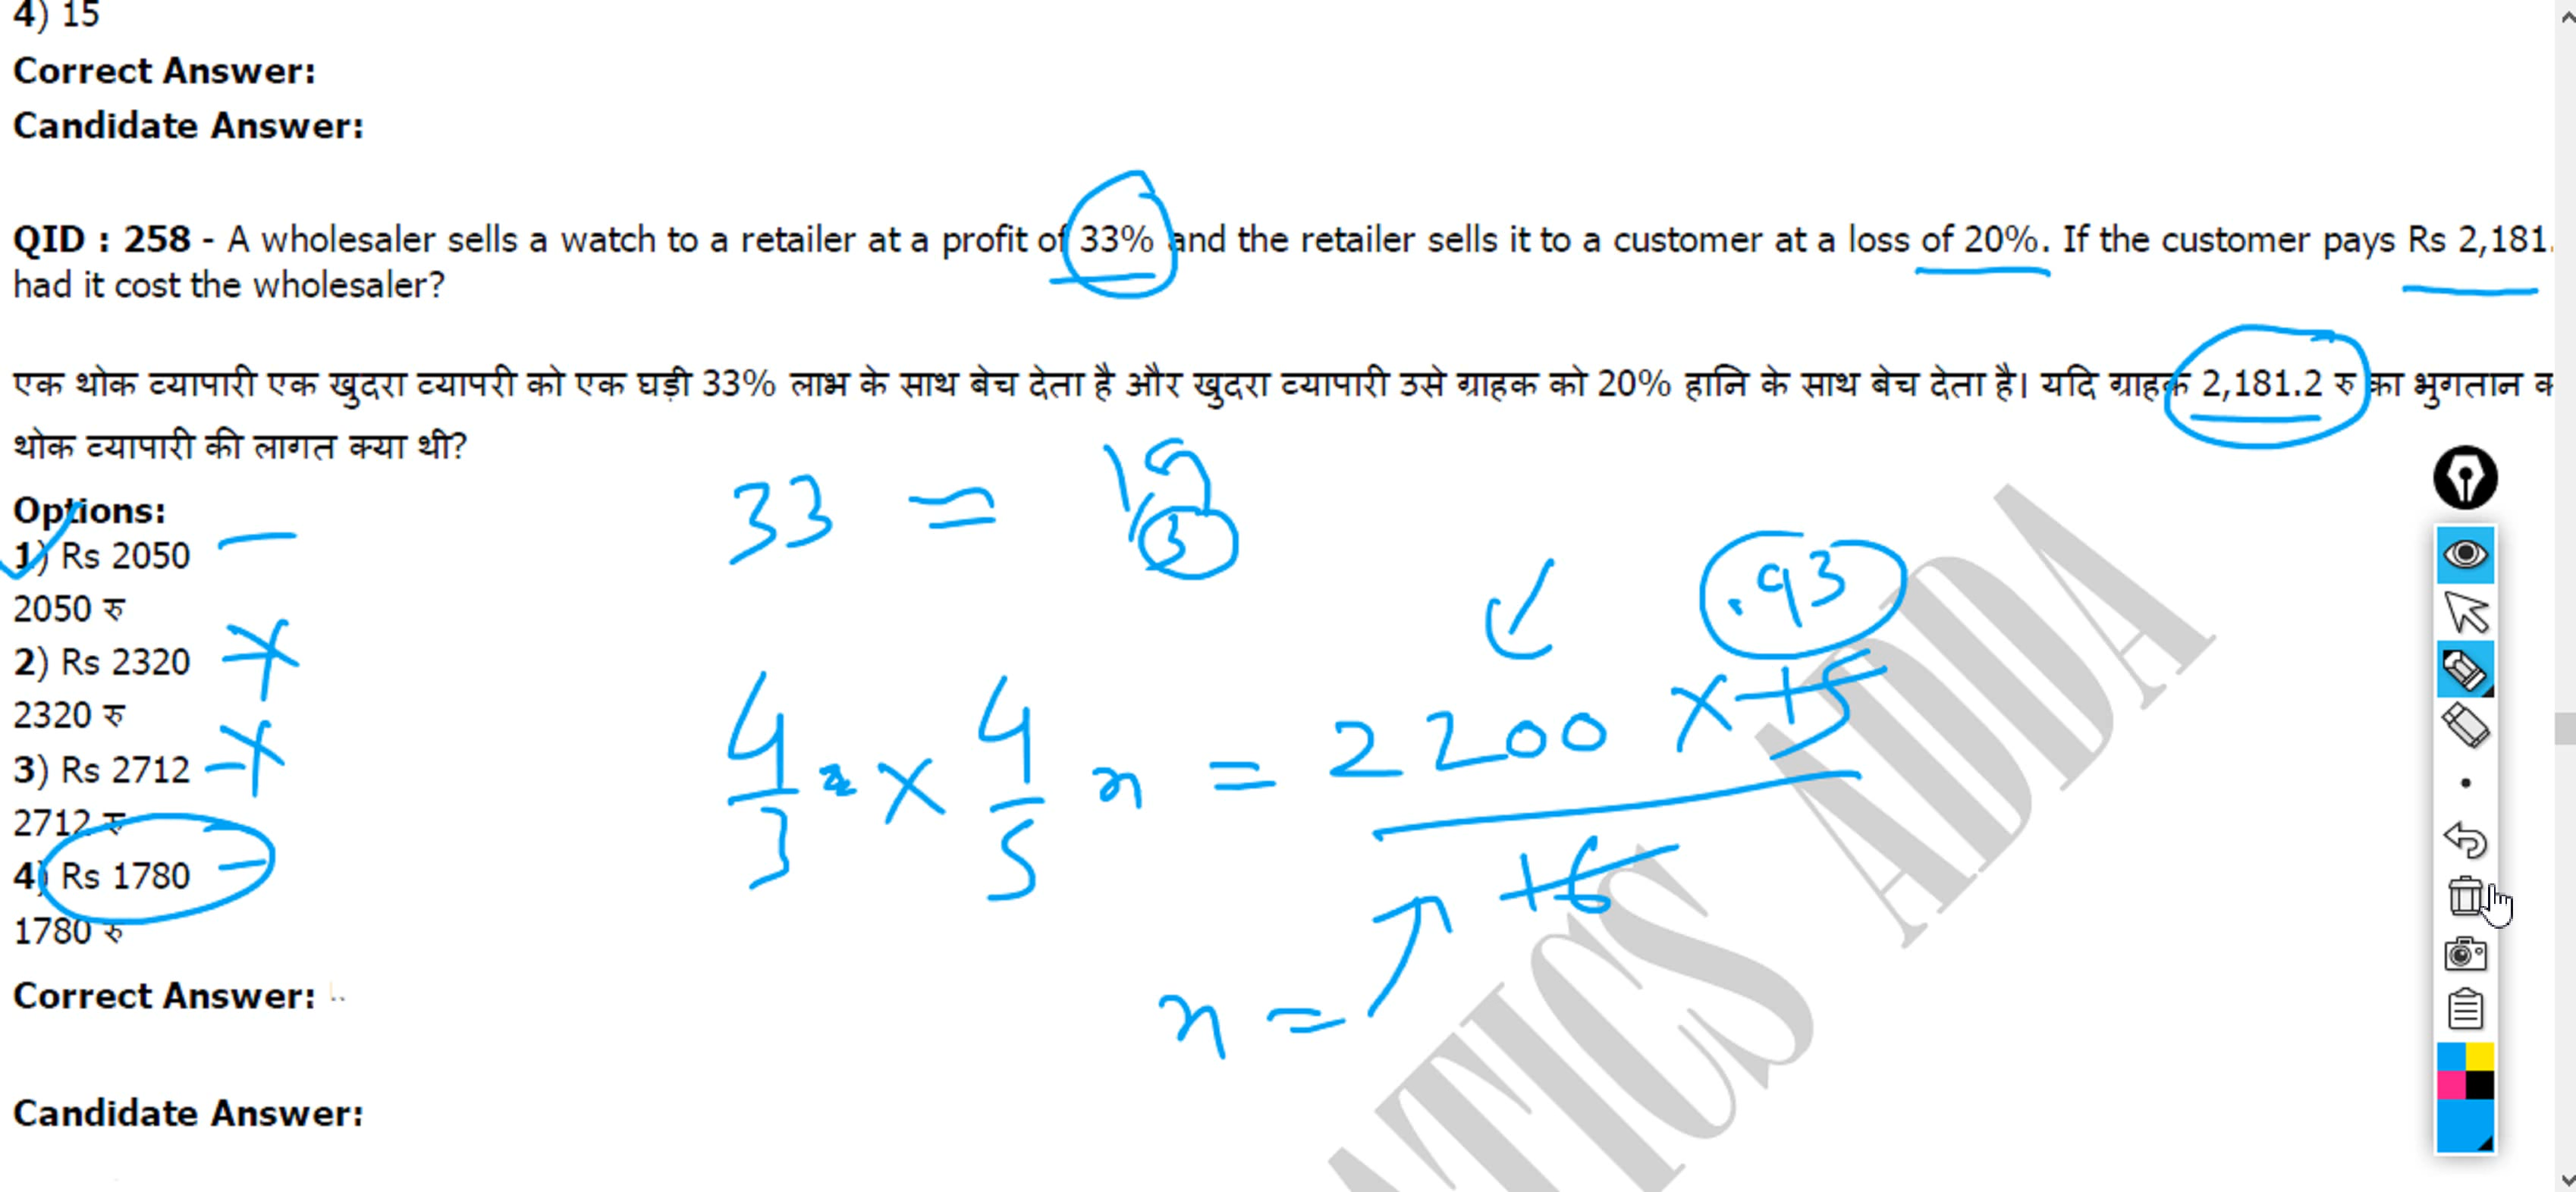 4) 15
Correct Answer:
Candidate Answer:
QID : 258 - A wholesaler sells a watch to a retailer at a profit of 33% and the retailer sells it to a customer at a loss of 20%. If the customer pays Rs 2,181.
had it cost the wholesaler?
एक थोक व्यापारी एक खुदरा व्यापरी को एक घड़ी 33% लाभ के साथ बेच देता है और खुदरा व्यापारी उसे ग्राहक को 20% हानि के साथ बेच देता है। यदि ग्राहक 2,181.2 रु का भुगतान क
थोक व्यापारी की लागत क्या थी?
33 = 1/3
Options:
1) Rs 2050
2050 रु
2) Rs 2320
2320 रु
3) Rs 2712
2712 रु
4) Rs 1780
1780 रु
.93
4/3 x × 4/5 n = 2200 × 15 / 16
n =
Correct Answer:
Candidate Answer:
ATICS ADDA